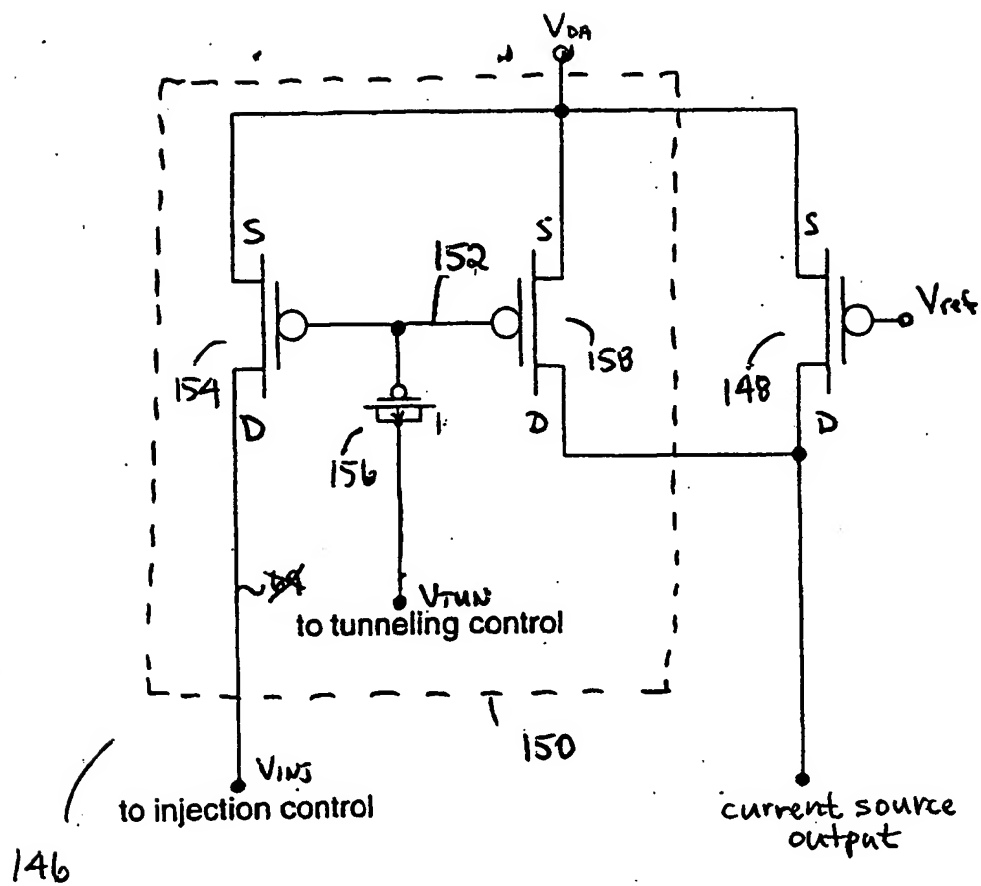 VDA
S
S
S
152
Vref
154
158
148
D
D
D
156
VTUN
to tunneling control
150
VINJ
to injection control
current source
output
146